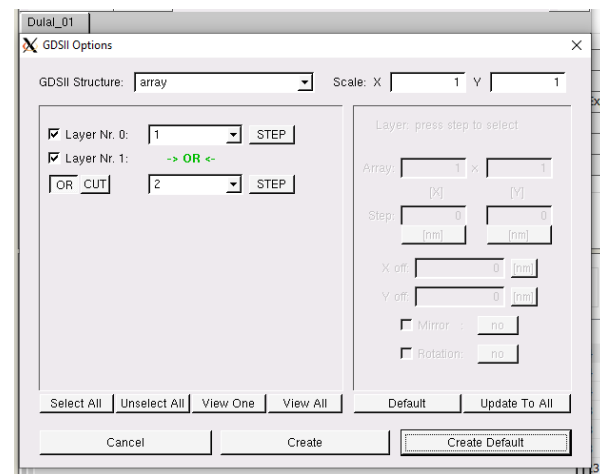 Dulal_01
GDSII Options
GDSII Structure: array Scale: X 1 Y 1
Layer Nr. 0: 1 STEP
Layer Nr. 1: -> OR <-
OR CUT 2 STEP
Layer: press step to select
Array: 1 x 1
[X] [Y]
Step: 0 0
[nm] [nm]
X off: 0 [nm]
Y off: 0 [nm]
Mirror : no
Rotation: no
Select All Unselect All View One View All Default Update To All
Cancel Create Create Default